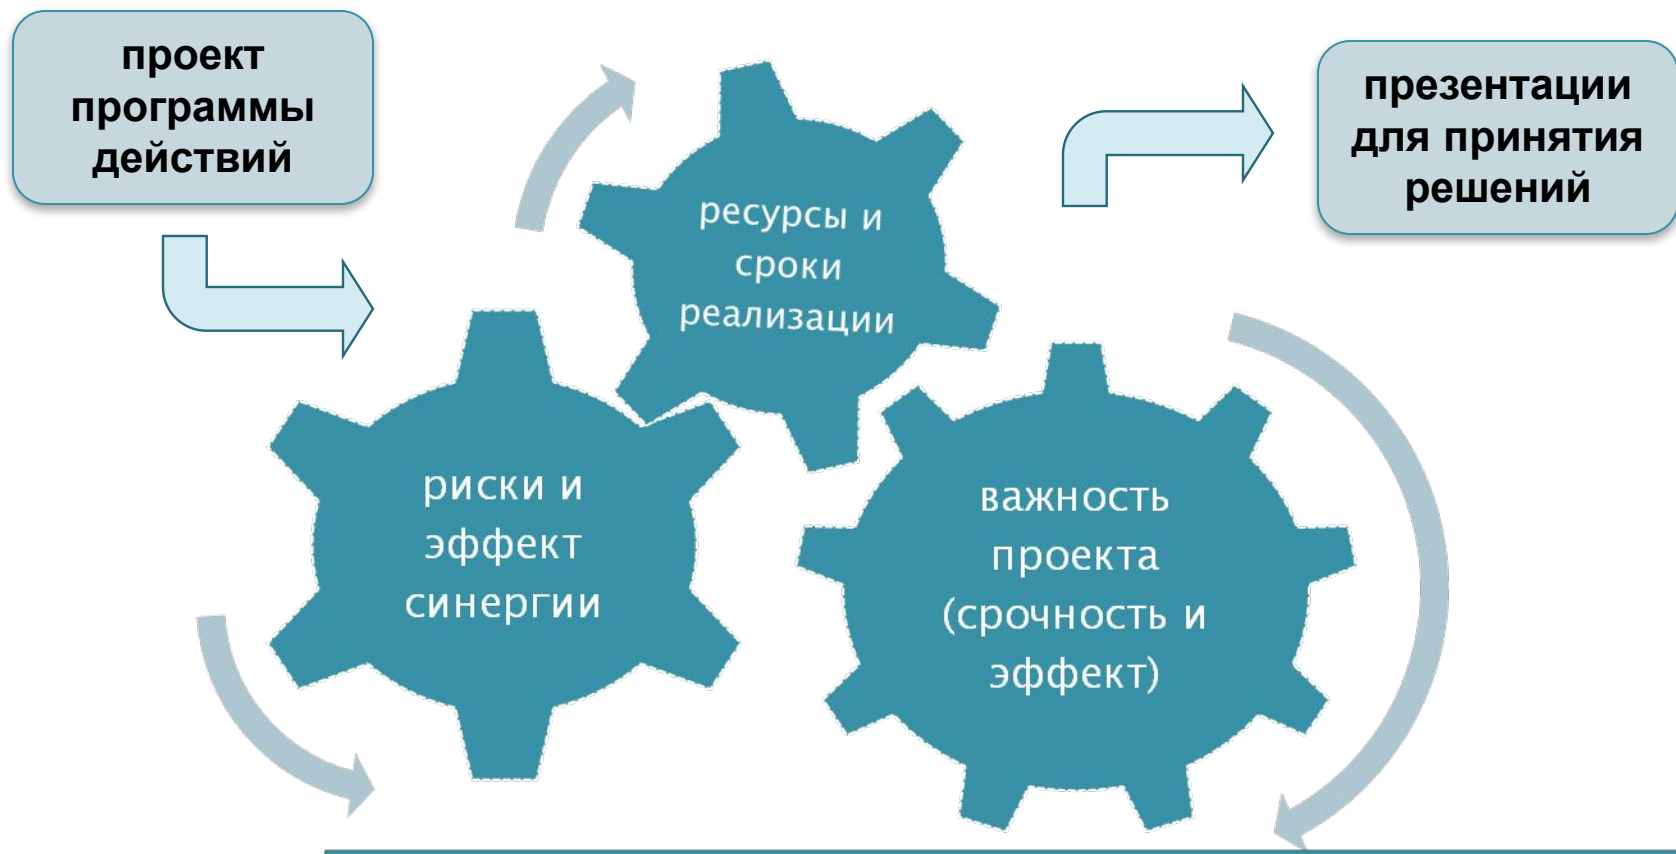 проект
программы
действий
презентации
для принятия
решений
ресурсы и
сроки
реализации
риски и
эффект
синергии
важность
проекта
(срочность и
эффект)